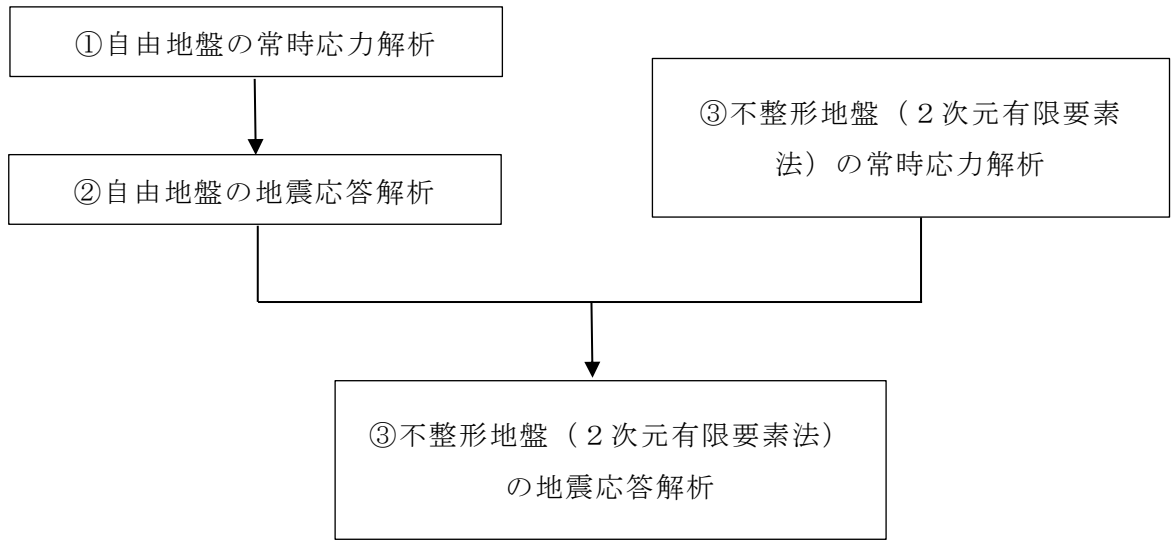 ①自由地盤の常時応力解析
②自由地盤の地震応答解析
③不整形地盤（２次元有限要素
法）の常時応力解析
③不整形地盤（２次元有限要素法）
の地震応答解析